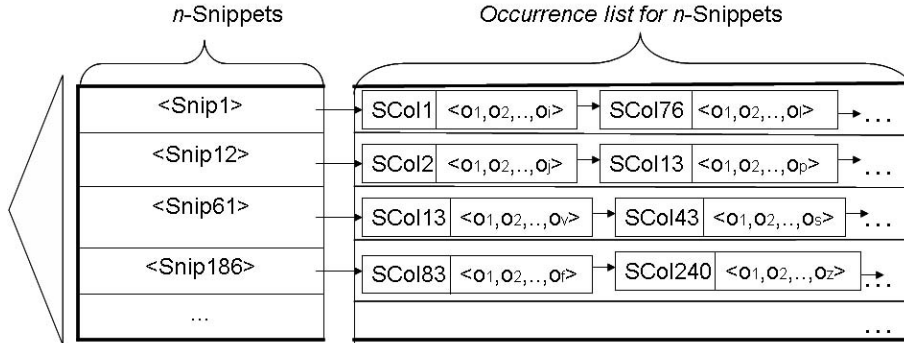 n-Snippets Occurrence list for n-Snippets
<Snip1> SCol1 <o1,o2,..,oi> SCol76 <o1,o2,..,ol> ...
<Snip12> SCol2 <o1,o2,..,oj> SCol13 <o1,o2,..,op> ...
<Snip61> SCol13 <o1,o2,..,ov> SCol43 <o1,o2,..,os> ...
<Snip186> SCol83 <o1,o2,..,of> SCol240 <o1,o2,..,oz> ...
... ...